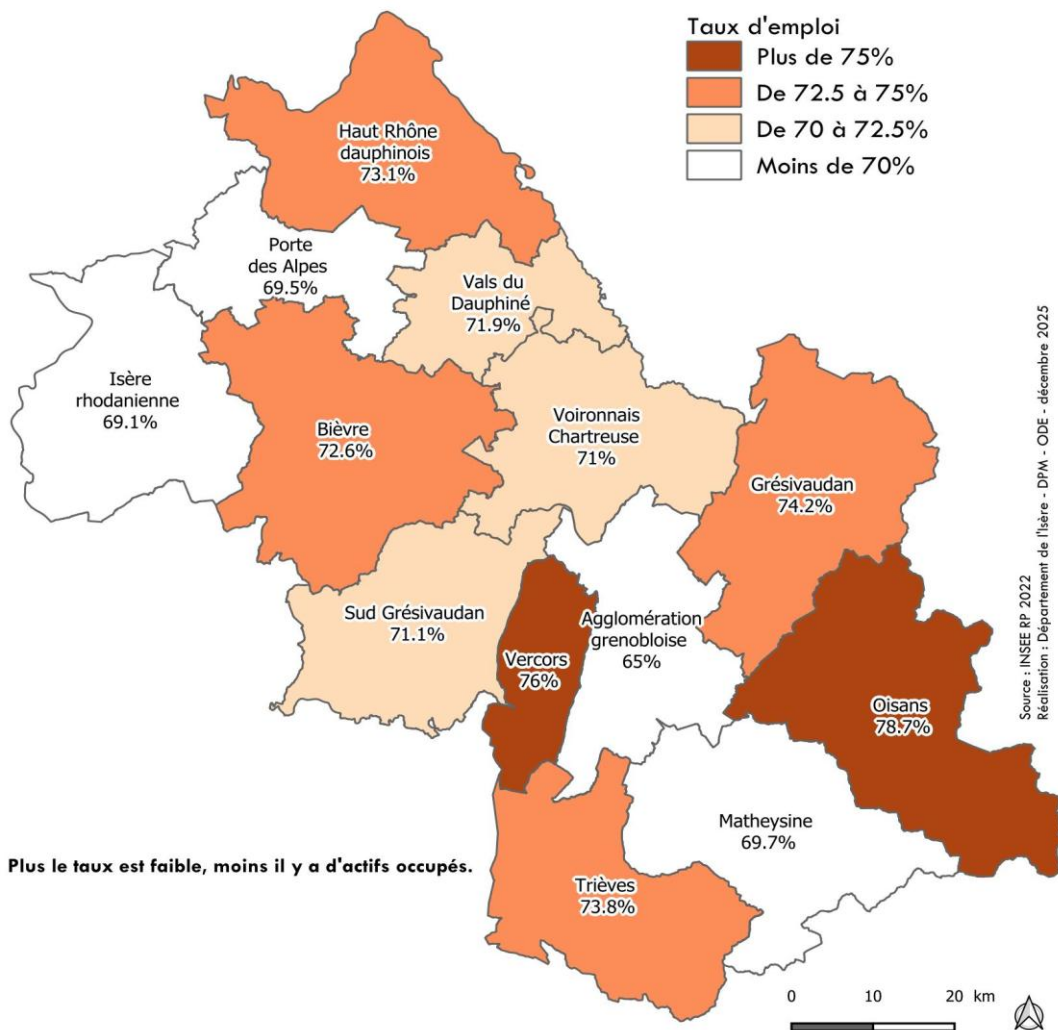 Taux d'emploi
Plus de 75%
De 72.5 à 75%
De 70 à 72.5%
Moins de 70%
Haut Rhône
dauphinois
73.1%
Porte
des Alpes
69.5%
Vals du
Dauphiné
71.9%
Isère
rhodanienne
69.1%
Bièvre
72.6%
Voironnais
Chartreuse
71%
Grésivaudan
74.2%
Sud Grésivaudan
71.1%
Vercors
76%
Agglomération
grenobloise
65%
Oisans
78.7%
Matheysine
69.7%
Trièves
73.8%
Plus le taux est faible, moins il y a d'actifs occupés.
Source : INSEE RP 2022
Réalisation : Département de l'Isère - DPM - ODE - décembre 2025
0 10 20 km